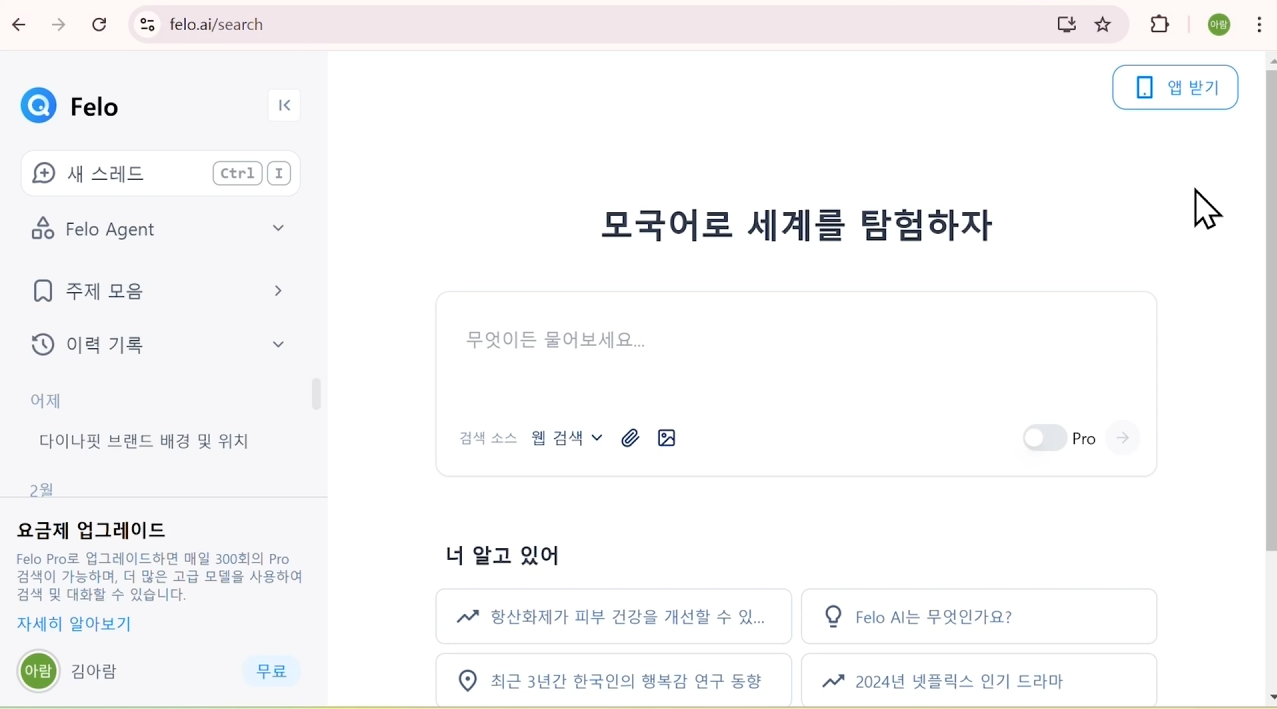 felo.ai/search
아람
Felo
앱 받기
새 스레드 Ctrl I
Felo Agent
모국어로 세계를 탐험하자
주제 모음
무엇이든 물어보세요...
이력 기록
어제
다이나핏 브랜드 배경 및 위치
검색 소스 웹 검색 Pro
2월
요금제 업그레이드
Felo Pro로 업그레이드하면 매일 300회의 Pro
검색이 가능하며, 더 많은 고급 모델을 사용하여
검색 및 대화할 수 있습니다.
자세히 알아보기
아람 김아람 무료
너 알고 있어
항산화제가 피부 건강을 개선할 수 있...
Felo AI는 무엇인가요?
최근 3년간 한국인의 행복감 연구 동향
2024년 넷플릭스 인기 드라마